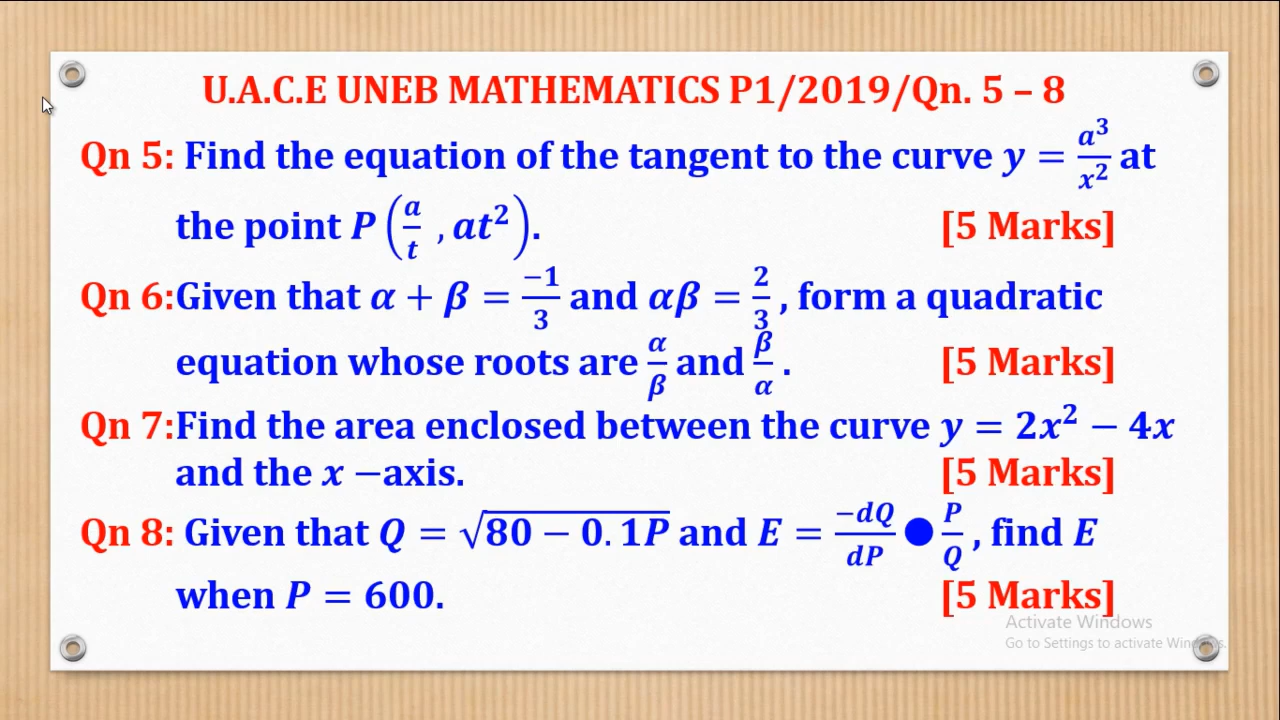 U.A.C.E UNEB MATHEMATICS P1/2019/Qn. 5 – 8
Qn 5: Find the equation of the tangent to the curve y = a³/x² at
the point P(a/t , at²). [5 Marks]
Qn 6:Given that α + β = −1/3 and αβ = 2/3 , form a quadratic
equation whose roots are α/β and β/α . [5 Marks]
Qn 7:Find the area enclosed between the curve y = 2x² − 4x
and the x −axis. [5 Marks]
Qn 8: Given that Q = √(80 − 0.1P) and E = −dQ/dP ● P/Q , find E
when P = 600. [5 Marks]
Activate Windows
Go to Settings to activate Windows.